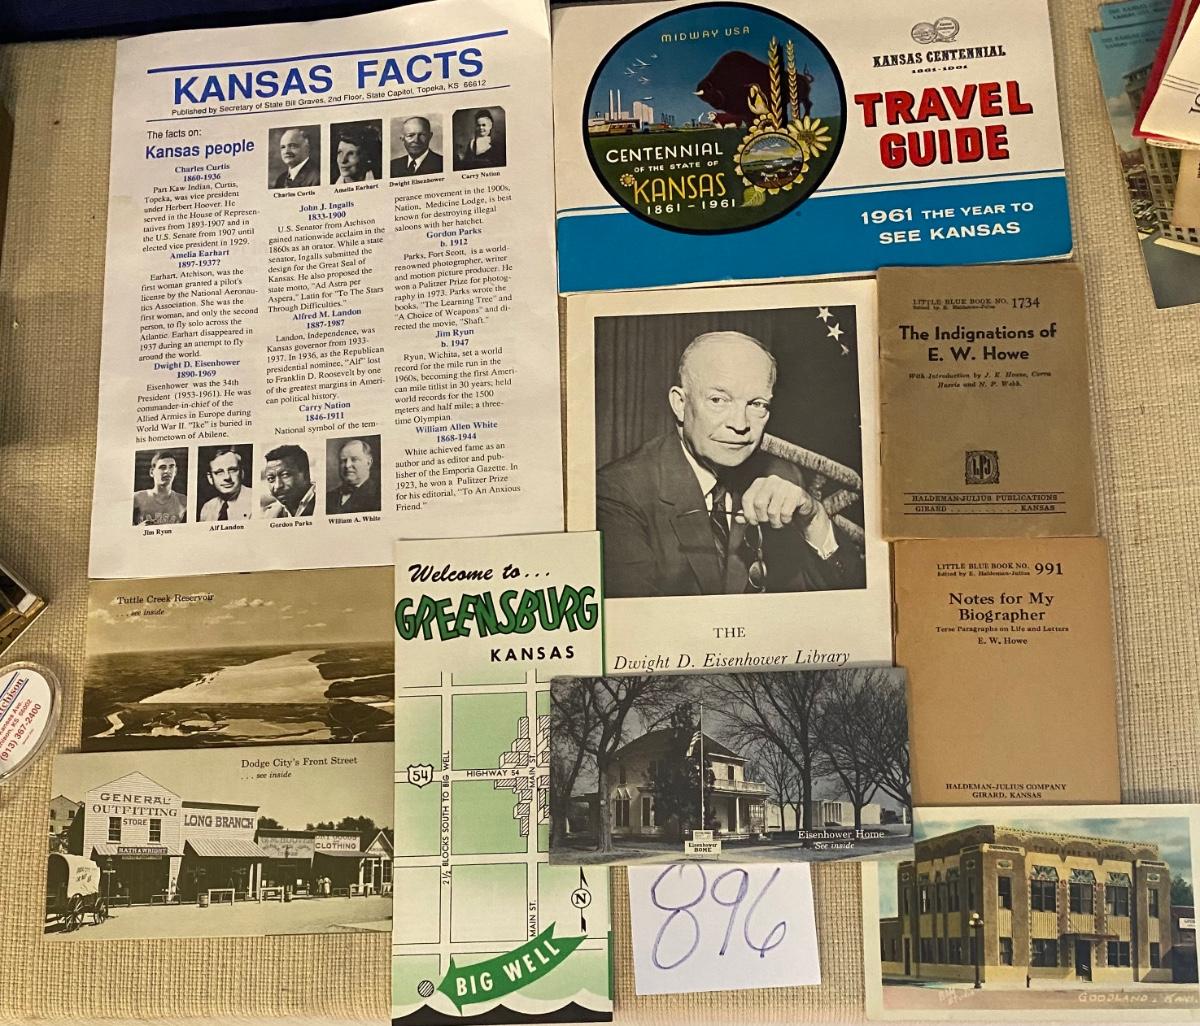 KANSAS FACTS
Published by Secretary of State Bill Graves, 2nd Floor, State Capitol, Topeka, KS 66612
The facts on:
Kansas people
Charles Curtis
1860-1936
Part Kaw Indian, Curtis,
Topeka, was vice president
under Herbert Hoover. He
served in the House of Represen-
tatives from 1893-1907 and in
the U.S. Senate from 1907 until
elected vice president in 1929.
Amelia Earhart
1897-1937?
Earhart, Atchison, was the
first woman granted a pilot's
license by the National Aeronau-
tics Association. She was the
first woman, and only the second
person, to fly solo across the
Atlantic. Earhart disappeared in
1937 during an attempt to fly
around the world.
Dwight D. Eisenhower
1890-1969
Eisenhower was the 34th
President (1953-1961). He was
commander-in-chief of the
Allied Armies in Europe during
World War II. "Ike" is buried in
his hometown of Abilene.
Jim Ryun
Alf Landon
Gordon Parks
William A. White
Charles Curtis
Amelia Earhart
Dwight Eisenhower
Carry Nation
John J. Ingalls
1833-1900
U.S. Senator from Atchison
gained nationwide acclaim in the
1860s as an orator. While a state
senator, Ingalls submitted the
design for the Great Seal of
Kansas. He also proposed the
state motto, "Ad Astra per
Aspera," Latin for "To The Stars
Through Difficulties."
Alfred M. Landon
1887-1987
Landon, Independence, was
Kansas governor from 1933-
1937. In 1936, as the Republican
presidential nominee, "Alf" lost
to Franklin D. Roosevelt by one
of the greatest margins in Ameri-
can political history.
Carry Nation
1846-1911
National symbol of the tem-
perance movement in the 1900s,
Nation, Medicine Lodge, is best
known for destroying illegal
saloons with her hatchet.
Gordon Parks
b. 1912
Parks, Fort Scott, is a world-
renowned photographer, writer
and motion picture producer. He
won a Pulitzer Prize for photog-
raphy in 1973. Parks wrote the
books, "The Learning Tree" and
"A Choice of Weapons" and di-
rected the movie, "Shaft."
Jim Ryun
b. 1947
Ryun, Wichita, set a world
record for the mile run in the
1960s, becoming the first Ameri-
can mile titlist in 30 years; held
world records for the 1500
meters and half mile; a three-
time Olympian.
William Allen White
1868-1944
White achieved fame as an
author and as editor and pub-
lisher of the Emporia Gazette. In
1923, he won a Pulitzer Prize
for his editorial, "To An Anxious
Friend."
MIDWAY USA
CENTENNIAL
OF THE STATE OF
KANSAS
1861 - 1961
KANSAS CENTENNIAL
1861-1961
TRAVEL
GUIDE
1961 THE YEAR TO
SEE KANSAS
THE
Dwight D. Eisenhower Library
LITTLE BLUE BOOK NO. 1734
Edited by E. Haldeman-Julius
The Indignations of
E. W. Howe
With Introduction by J. E. House, Corra
Harris and N. P. Webb.
HALDEMAN-JULIUS PUBLICATIONS
GIRARD . . . . . . . . . . KANSAS
LITTLE BLUE BOOK NO. 991
Edited by E. Haldeman-Julius
Notes for My
Biographer
Terse Paragraphs on Life and Letters
E. W. Howe
HALDEMAN-JULIUS COMPANY
GIRARD, KANSAS
Tuttle Creek Reservoir
. . . see inside
Dodge City's Front Street
. . . see inside
GENERAL
OUTFITTING
STORE
RATH & WRIGHT
LONG BRANCH
CLOTHING
Welcome to...
GREENSBURG
KANSAS
54
HIGHWAY 54
2½ BLOCKS SOUTH TO BIG WELL
MAIN ST.
MAIN ST.
N
BIG WELL
Eisenhower
HOME
Eisenhower Home
See inside
896
GOODLAND, KANS.
KS 66002
(913) 367-2400